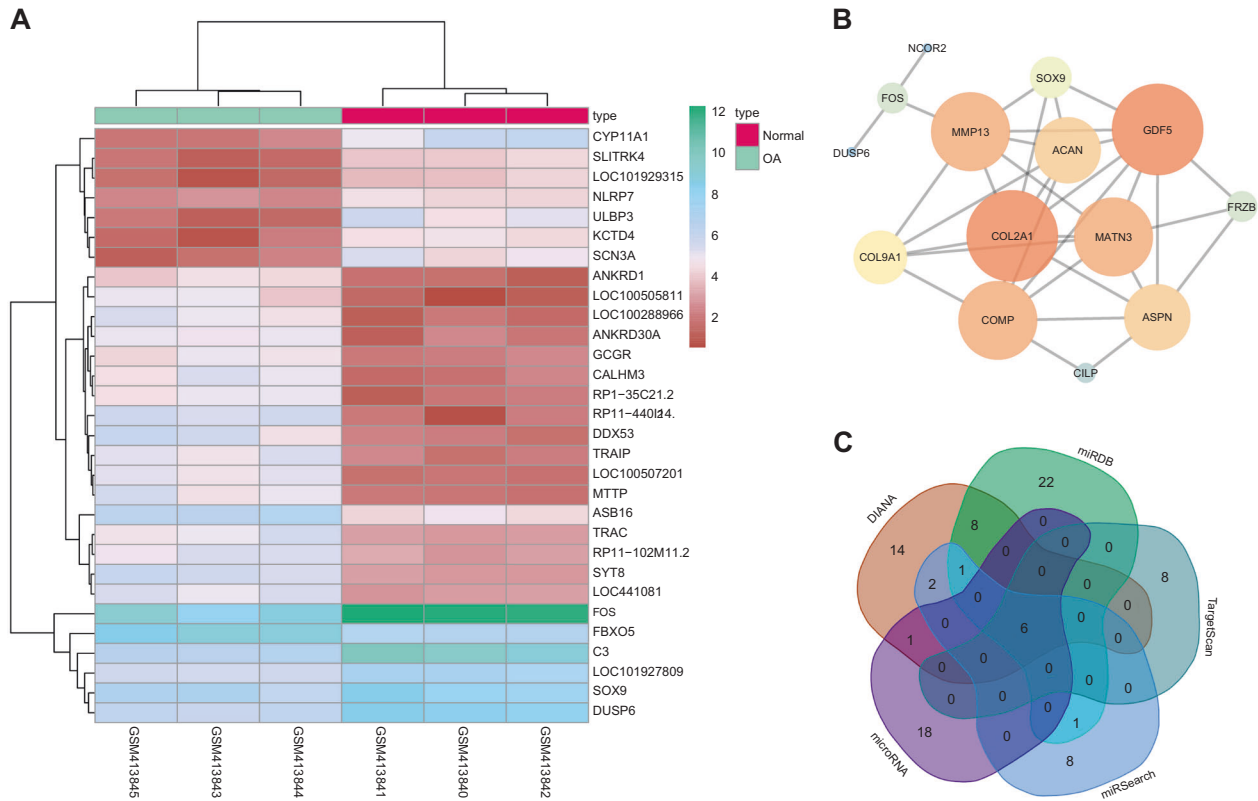 A
type
CYP11A1
SLITRK4
LOC101929315
NLRP7
ULBP3
KCTD4
SCN3A
ANKRD1
LOC100505811
LOC100288966
ANKRD30A
GCGR
CALHM3
RP1−35C21.2
DDX53
TRAIP
LOC100507201
MTTP
ASB16
TRAC
RP11−102M11.2
SYT8
LOC441081
FOS
FBXO5
C3
LOC101927809
SOX9
DUSP6
GSM413845
GSM413843
GSM413844
GSM413841
GSM413840
GSM413842
12
10
8
6
4
2
type
Normal
OA
B
NCOR2
SOX9
FOS
GDF5
MMP13
ACAN
DUSP6
FRZB
COL2A1
MATN3
COL9A1
COMP
ASPN
CILP
C
miRDB
DIANA
TargetScan
microRNA
miRSearch
22
8
0
14
0
0
0
8
1
0
0
2
0
0
0
6
0
0
1
0
0
0
0
0
0
0
0
0
0
1
18
0
8